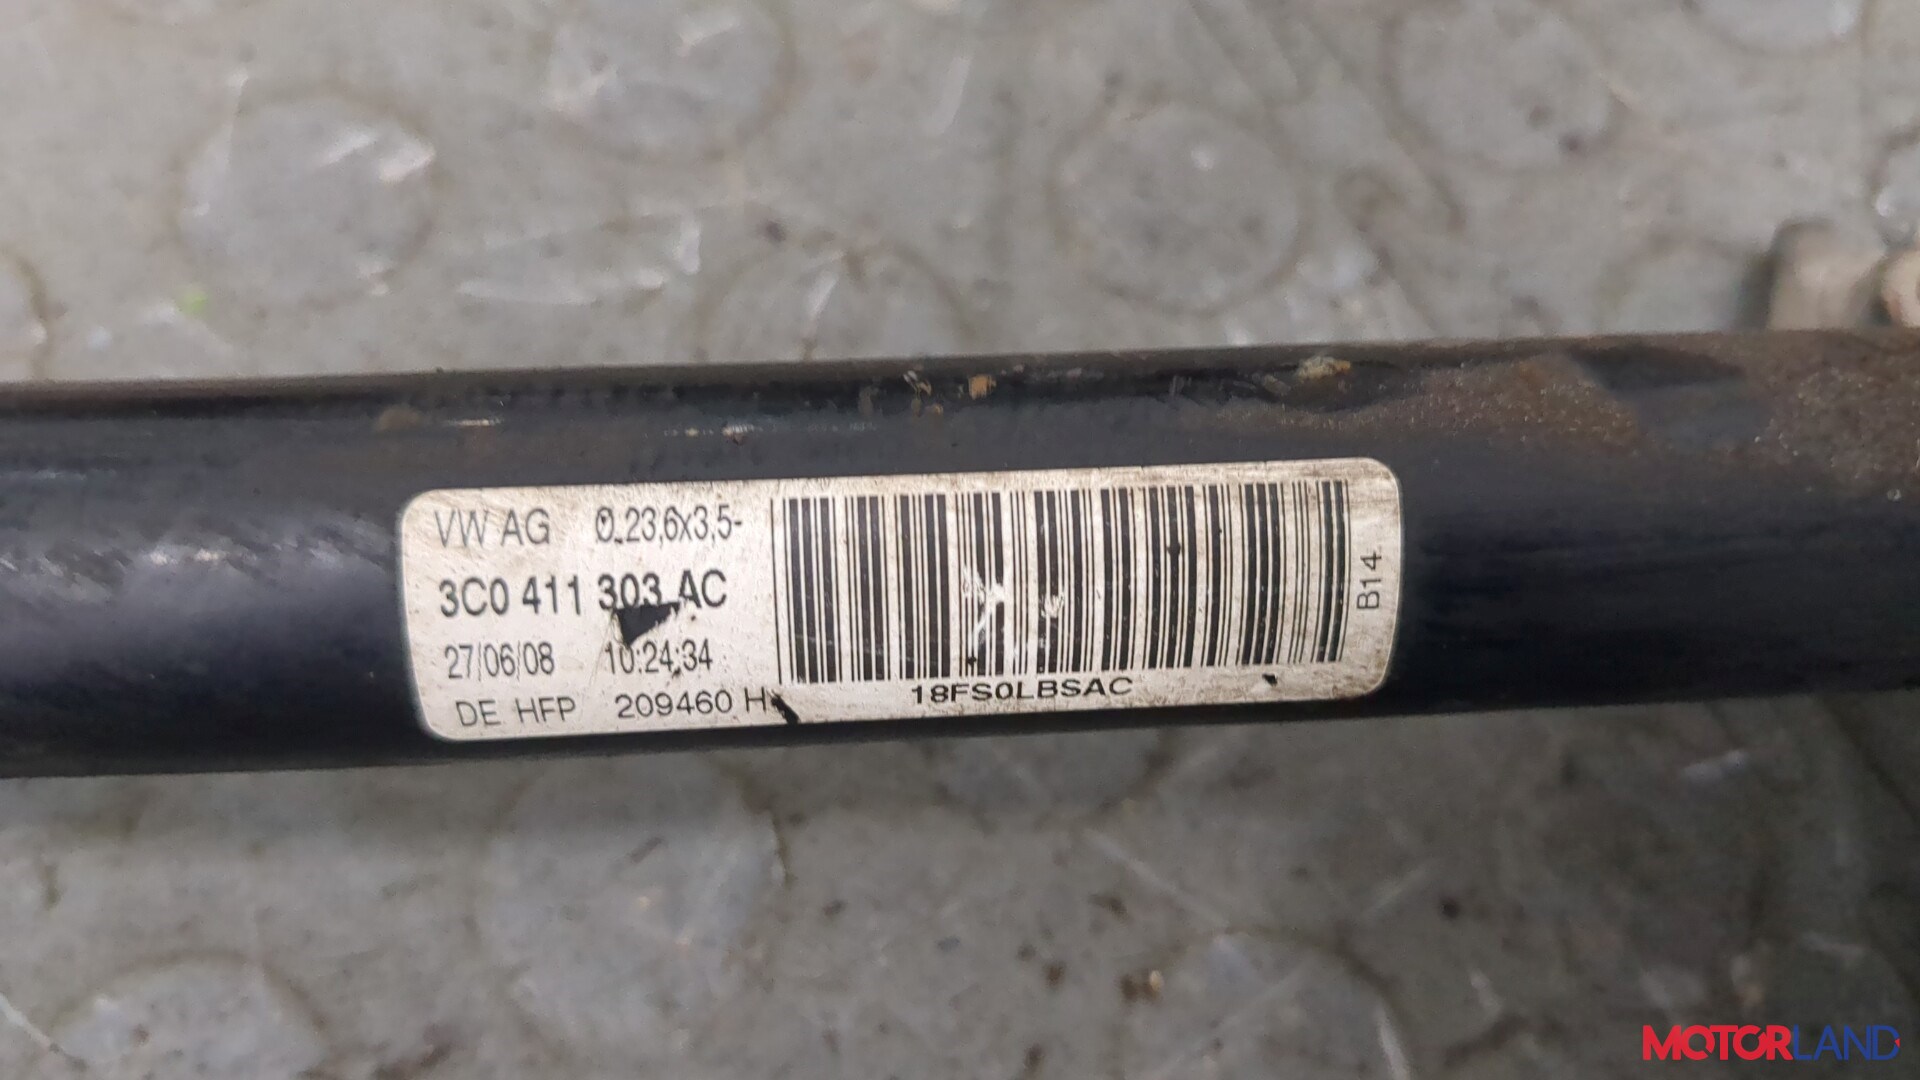 VW AG Ø 23,6x3,5-
3C0 411 303 AC
27/06/08 10:24:34
DE HFP 209460 H
18FS0LBSAC
B14
MOTORLAND